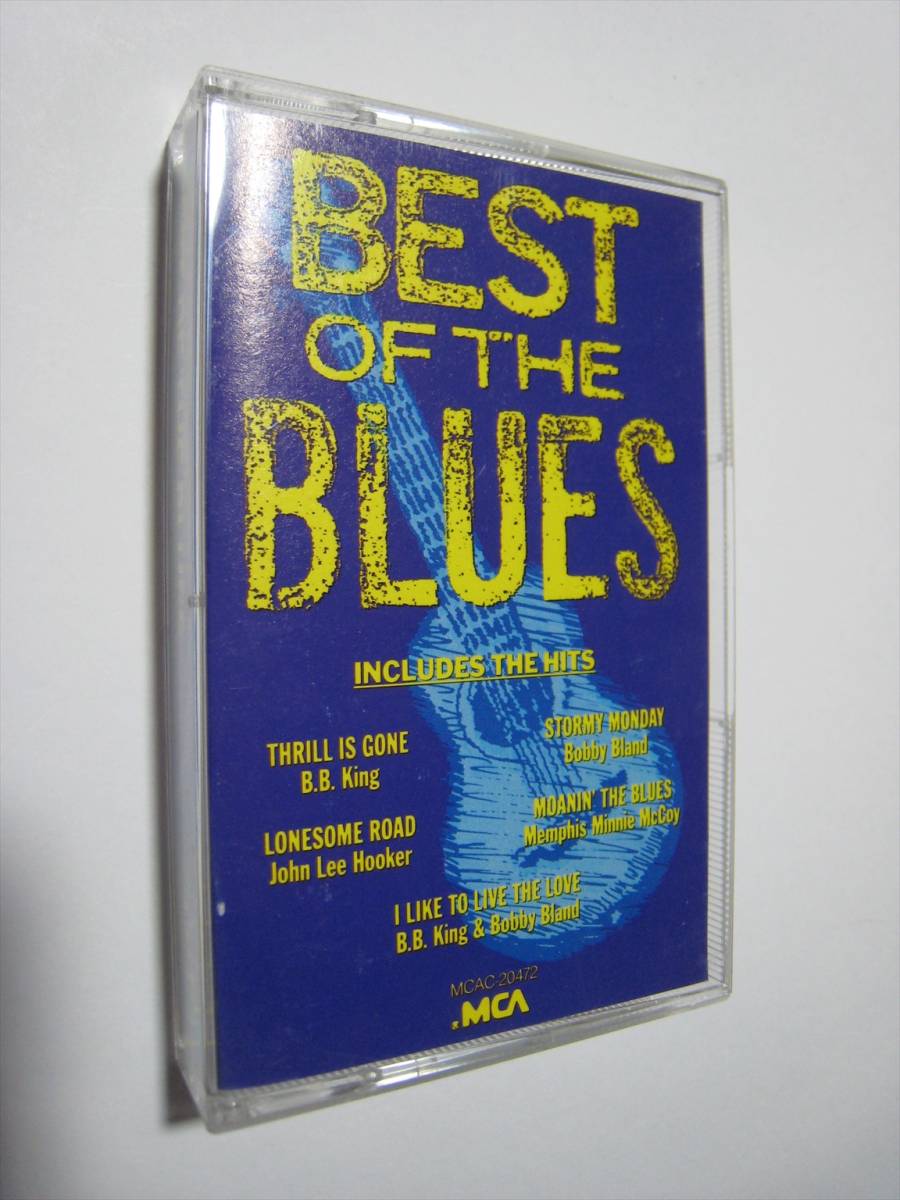 BEST
OF THE
BLUES
INCLUDES THE HITS
THRILL IS GONE
B.B. King
STORMY MONDAY
Bobby Bland
LONESOME ROAD
John Lee Hooker
MOANIN' THE BLUES
Memphis Minnie McCoy
I LIKE TO LIVE THE LOVE
B.B. King & Bobby Bland
MCAC-20472
MCA